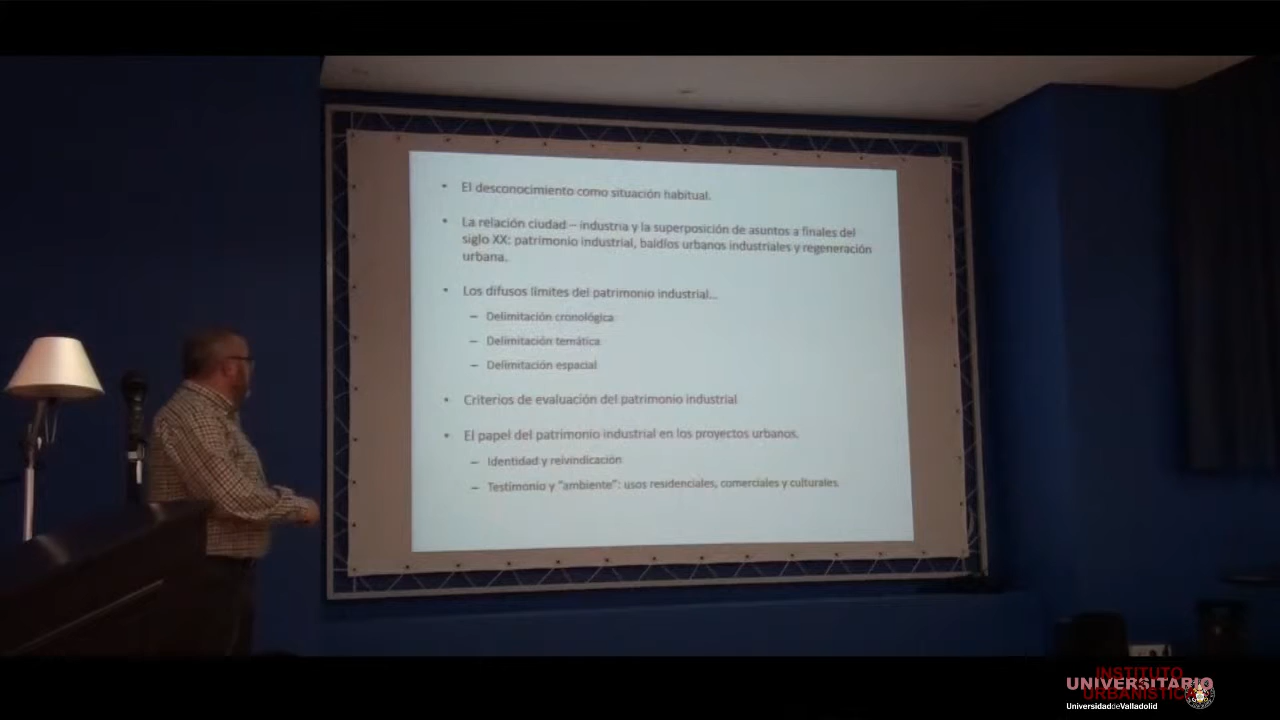 • El desconocimiento como situación habitual.
• La relación ciudad – industria y la superposición de asuntos a finales del
siglo XX: patrimonio industrial, baldíos urbanos industriales y regeneración
urbana.
• Los difusos límites del patrimonio industrial...
– Delimitación cronológica
– Delimitación temática
– Delimitación espacial
• Criterios de evaluación del patrimonio industrial
• El papel del patrimonio industrial en los proyectos urbanos.
– Identidad y reivindicación
– Testimonio y "ambiente": usos residenciales, comerciales y culturales.
INSTITUTO
UNIVERSITARIO
URBANÍSTICA
UniversidaddeValladolid